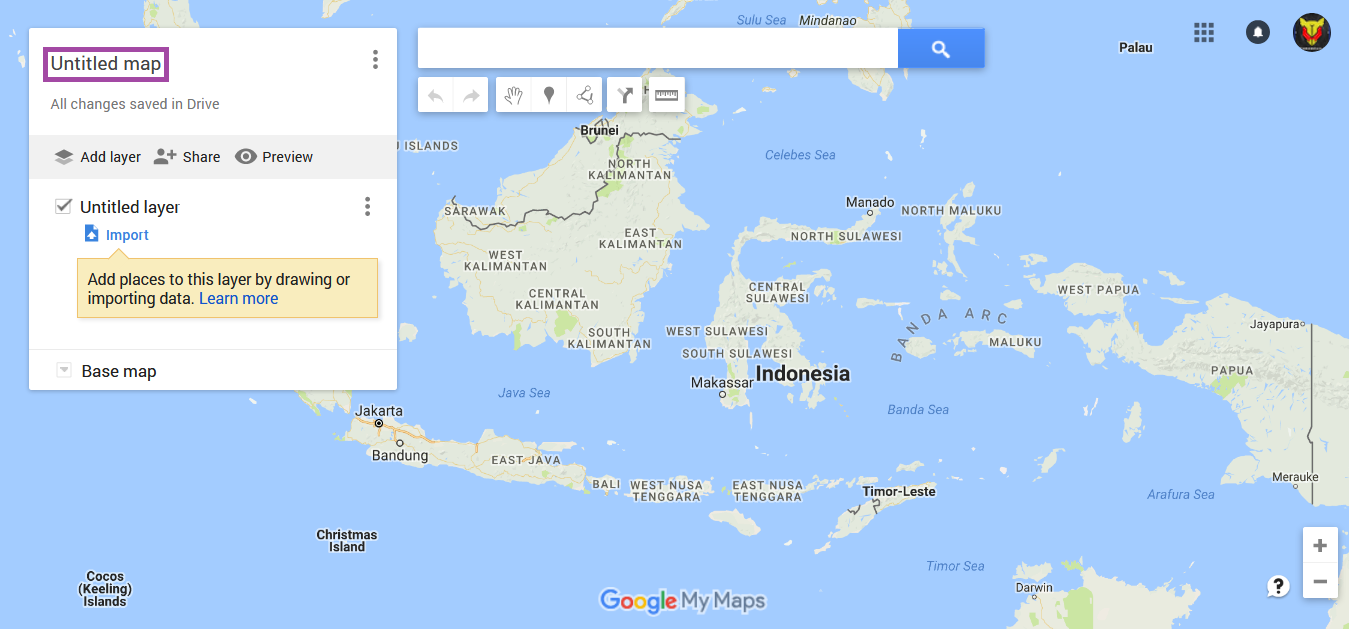 Untitled map
All changes saved in Drive
Add layer
Share
Preview
Untitled layer
Import
Add places to this layer by drawing or
importing data. Learn more
Base map
Sulu Sea
Mindanao
Palau
Brunei
ISLANDS
Celebes Sea
NORTH
KALIMANTAN
SARAWAK
Manado
NORTH MALUKU
EAST
KALIMANTAN
NORTH SULAWESI
WEST
KALIMANTAN
CENTRAL
KALIMANTAN
CENTRAL
SULAWESI
WEST PAPUA
BANDA ARC
Jayapura
SOUTH
KALIMANTAN
WEST SULAWESI
SOUTH SULAWESI
MALUKU
Makassar
Indonesia
PAPUA
Java Sea
Banda Sea
Jakarta
Bandung
EAST JAVA
BALI
WEST NUSA
TENGGARA
EAST NUSA
TENGGARA
Timor-Leste
Merauke
Arafura Sea
Christmas
Island
Timor Sea
Cocos
(Keeling)
Islands
Darwin
Google My Maps
+
?
−